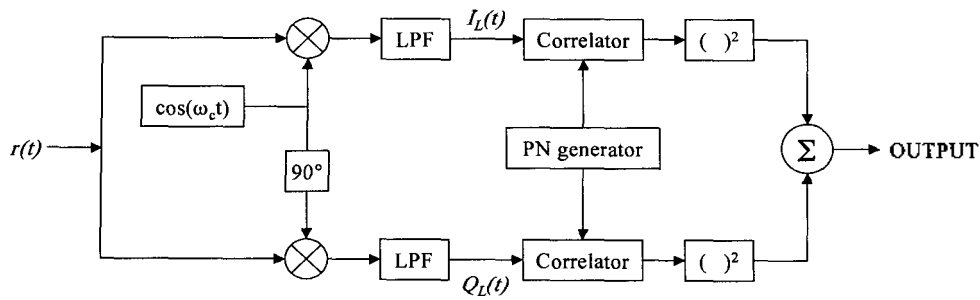 I_L(t)
LPF
Correlator
( )²
cos(ω_c t)
r(t)
90°
PN generator
Σ
OUTPUT
LPF
Q_L(t)
Correlator
( )²